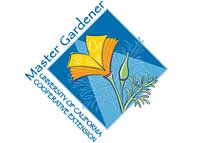 Master Gardener
UNIVERSITY OF CALIFORNIA
COOPERATIVE EXTENSION